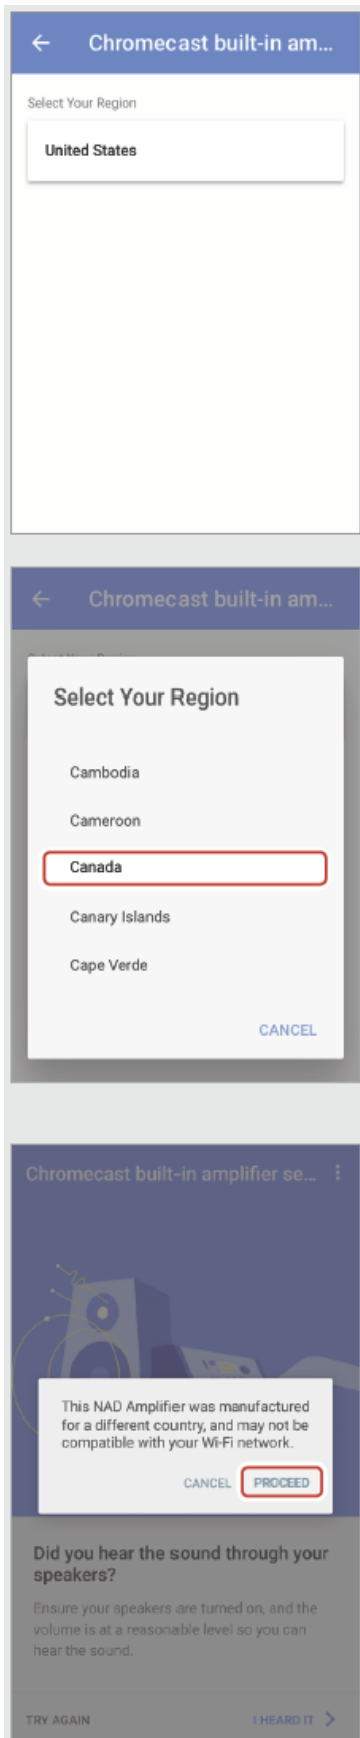 Chromecast built-in am...
Select Your Region
United States
Chromecast built-in am...
Select Your Region
Cambodia
Cameroon
Canada
Canary Islands
Cape Verde
CANCEL
Chromecast built-in amplifier se...
This NAD Amplifier was manufactured
for a different country, and may not be
compatible with your Wi-Fi network.
CANCEL PROCEED
Did you hear the sound through your
speakers?
Ensure your speakers are turned on, and the
volume is at a reasonable level so you can
hear the sound.
TRY AGAIN I HEARD IT